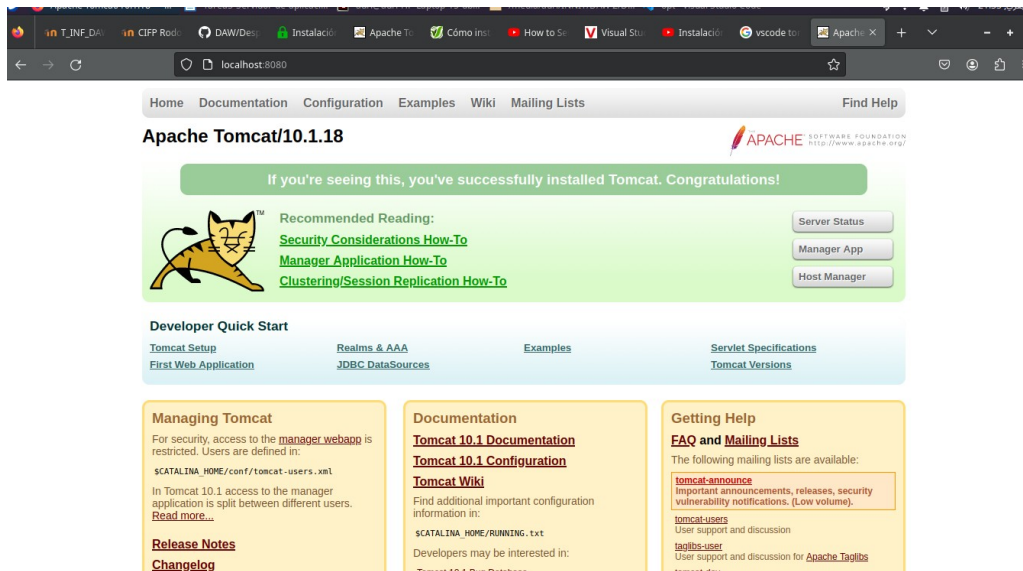 T_INF_DAW
CIFP Rodo
DAW/Desp
Instalación
Apache To
Cómo inst
How to Se
Visual Stu
Instalación
vscode tom
Apache
localhost:8080
Home Documentation Configuration Examples Wiki Mailing Lists Find Help
Apache Tomcat/10.1.18
APACHE SOFTWARE FOUNDATION
http://www.apache.org/
If you're seeing this, you've successfully installed Tomcat. Congratulations!
TM
Recommended Reading:
Security Considerations How-To
Manager Application How-To
Clustering/Session Replication How-To
Server Status
Manager App
Host Manager
Developer Quick Start
Tomcat Setup
First Web Application
Realms & AAA
JDBC DataSources
Examples
Servlet Specifications
Tomcat Versions
Managing Tomcat
For security, access to the manager webapp is
restricted. Users are defined in:
$CATALINA_HOME/conf/tomcat-users.xml
In Tomcat 10.1 access to the manager
application is split between different users.
Read more...
Release Notes
Changelog
Documentation
Tomcat 10.1 Documentation
Tomcat 10.1 Configuration
Tomcat Wiki
Find additional important configuration
information in:
$CATALINA_HOME/RUNNING.txt
Developers may be interested in:
Getting Help
FAQ and Mailing Lists
The following mailing lists are available:
tomcat-announce
Important announcements, releases, security
vulnerability notifications. (Low volume).
tomcat-users
User support and discussion
taglibs-user
User support and discussion for Apache Taglibs